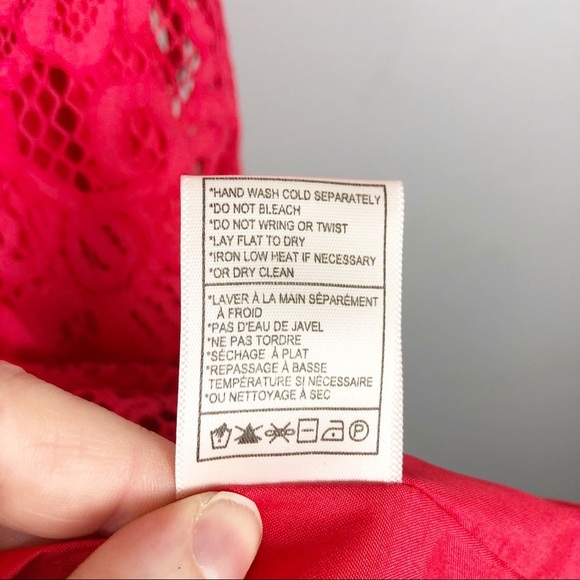 *HAND WASH COLD SEPARATELY
*DO NOT BLEACH
*DO NOT WRING OR TWIST
*LAY FLAT TO DRY
*IRON LOW HEAT IF NECESSARY
*OR DRY CLEAN
*LAVER À LA MAIN SÉPARÉMENT
À FROID
*PAS D'EAU DE JAVEL
*NE PAS TORDRE
*SÉCHAGE À PLAT
*REPASSAGE À BASSE
TEMPÉRATURE SI NÉCESSAIRE
*OU NETTOYAGE À SEC
P